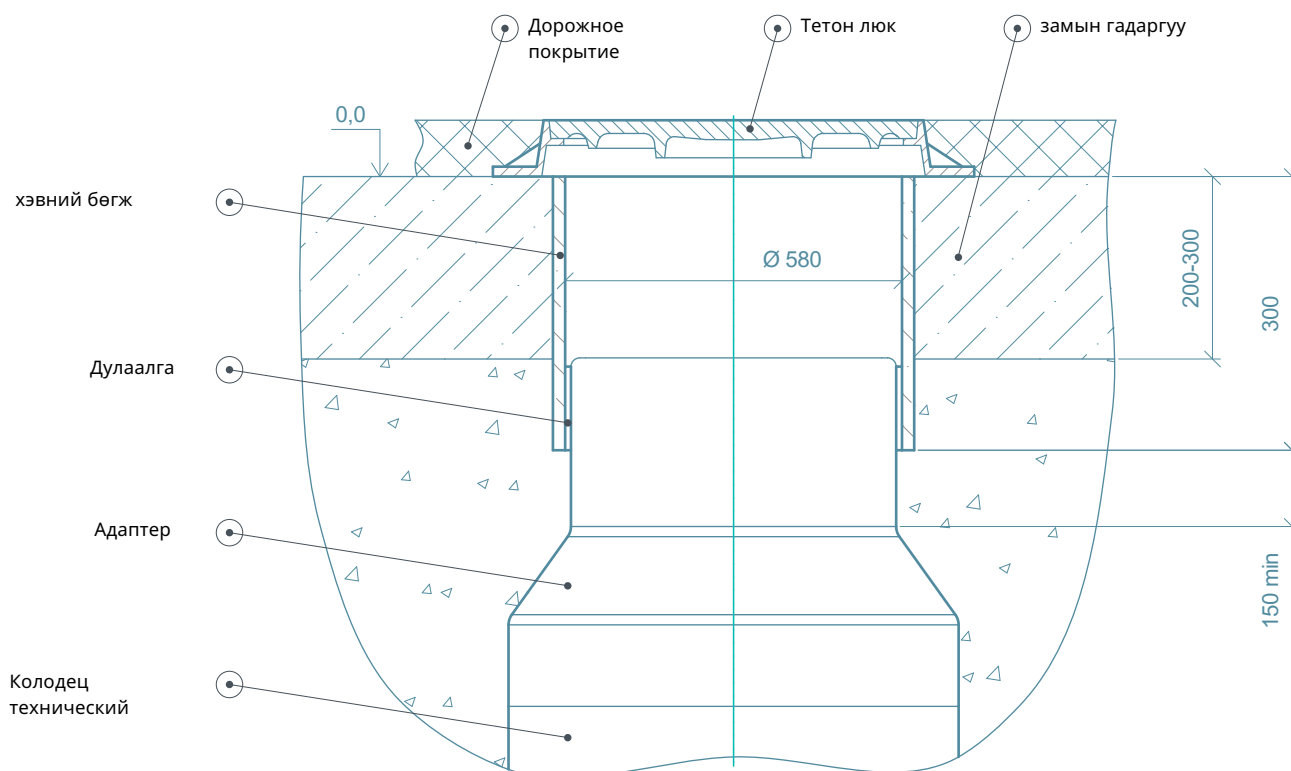 Дорожное
покрытие
Тетон люк
замын гадаргуу
0,0
хэвний бөгж
Ø 580
200-300
300
Дулаалга
Адаптер
150 min
Колодец
технический